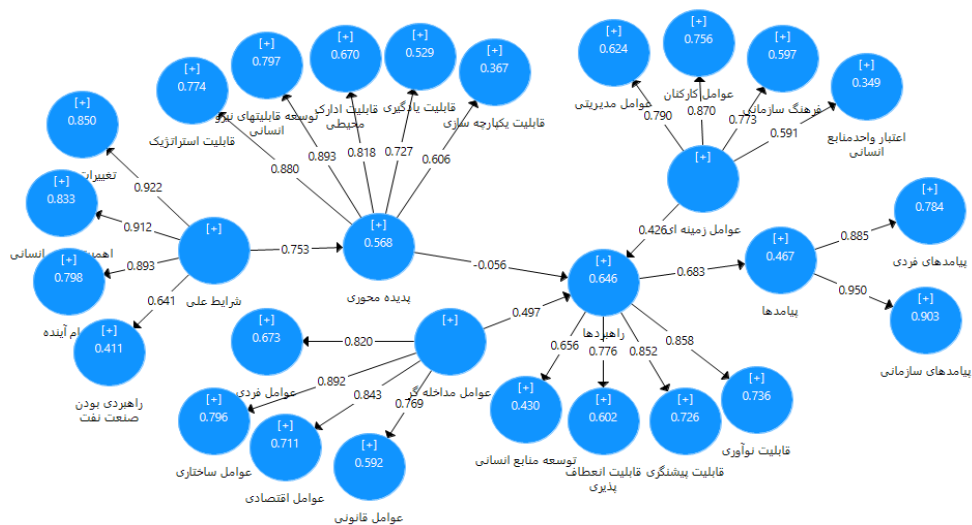 [+]
0.774
قابلیت استراتژیک
[+]
0.797
توسعه قابلیتهای نیرو
انسانی
[+]
0.670
قابلیت ادارک
محیطی
[+]
0.529
قابلیت یادگیری
[+]
0.367
قابلیت یکپارچه سازی
[+]
0.624
عوامل مدیریتی
[+]
0.756
عوامل کارکنان
[+]
0.597
فرهنگ سازمانی
[+]
0.349
اعتبار واحدمنابع
انسانی
0.880
0.893
0.818
0.727
0.606
0.790
0.870
0.773
0.591
[+]
0.850
تغییرات
[+]
0.833
اهمیت
انسانی
[+]
0.798
آینده
[+]
0.411
راهبردی بودن
صنعت نفت
0.922
0.912
0.893
0.641
[+]
شرایط علی
0.753
[+]
0.568
پدیده محوری
-0.056
[+]
عوامل زمینه ای
0.426
[+]
0.646
راهبردها
0.683
[+]
0.467
پیامدها
0.885
0.950
[+]
0.784
پیامدهای فردی
[+]
0.903
پیامدهای سازمانی
[+]
عوامل مداخله گر
0.497
0.820
0.892
0.843
0.769
[+]
0.673
عوامل فردی
[+]
0.796
عوامل ساختاری
[+]
0.711
عوامل اقتصادی
[+]
0.592
عوامل قانونی
0.656
0.776
0.852
0.858
[+]
0.430
توسعه منابع انسانی
[+]
0.602
قابلیت انعطاف
پذیری
[+]
0.726
قابلیت پیشنگری
[+]
0.736
قابلیت نوآوری